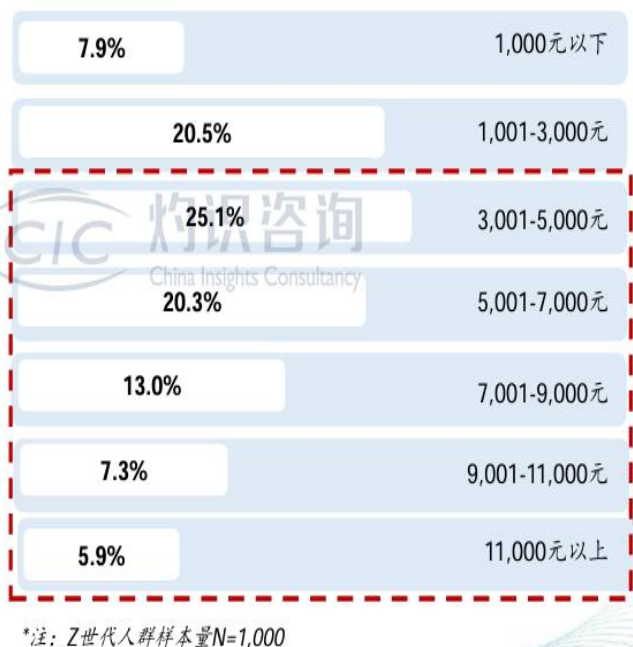 7.9% 1,000元以下
20.5% 1,001-3,000元
CIC 灼识咨询
25.1% 3,001-5,000元
China Insights Consultancy
20.3% 5,001-7,000元
13.0% 7,001-9,000元
7.3% 9,001-11,000元
5.9% 11,000元以上
*注：Z世代人群样本量N=1,000